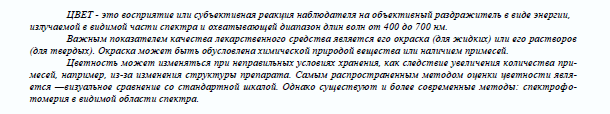 ЦВЕТ - это восприятие или субъективная реакция наблюдателя на объективный раздражитель в виде энергии,
излучаемой в видимой части спектра и охватывающей диапазон длин волн от 400 до 700 нм.
Важным показателем качества лекарственного средства является его окраска (для жидких) или его растворов
(для твердых). Окраска может быть обусловлена химической природой вещества или наличием примесей.
Цветность может изменяться при неправильных условиях хранения, как следствие увеличения количества при-
месей, например, из-за изменения структуры препарата. Самым распространенным методом оценки цветности явля-
ется —визуальное сравнение со стандартной шкалой. Однако существуют и более современные методы: спектрофо-
томерия в видимой области спектра.